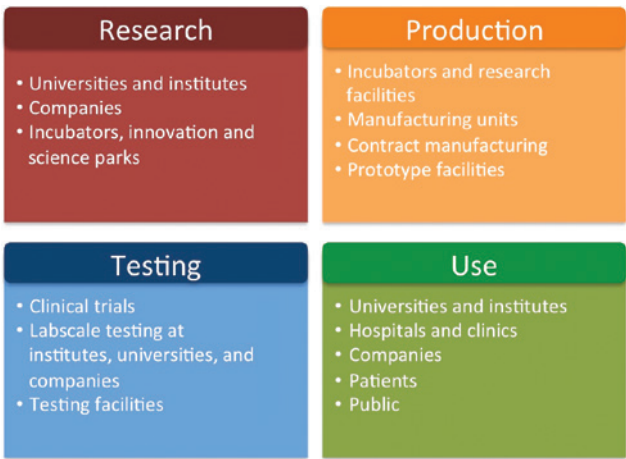 Research
• Universities and institutes
• Companies
• Incubators, innovation and
science parks
Production
• Incubators and research
facilities
• Manufacturing units
• Contract manufacturing
• Prototype facilities
Testing
• Clinical trials
• Labscale testing at
institutes, universities, and
companies
• Testing facilities
Use
• Universities and institutes
• Hospitals and clinics
• Companies
• Patients
• Public